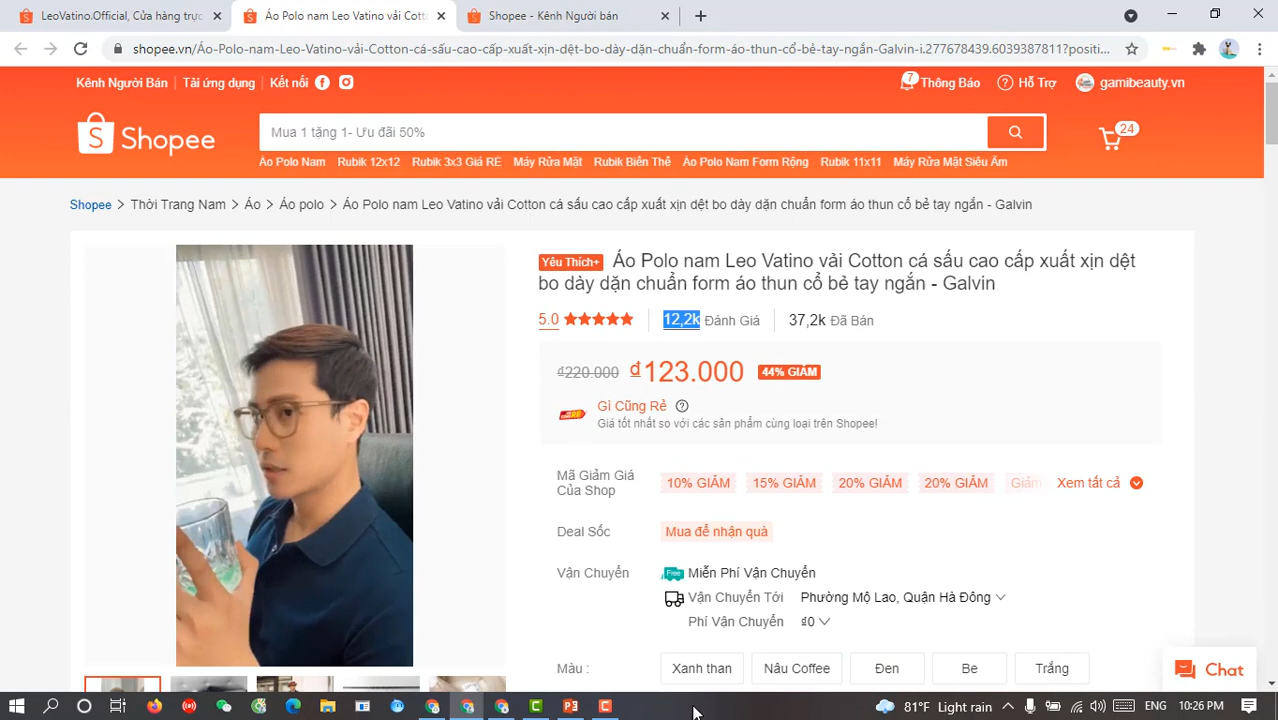 LeoVatino.Official, Cửa hàng trực
Áo Polo nam Leo Vatino vải Cotto
Shopee - Kênh Người bán
shopee.vn/Áo-Polo-nam-Leo-Vatino-vải-Cotton-cá-sấu-cao-cấp-xuất-xịn-dệt-bo-dày-dặn-chuẩn-form-áo-thun-cổ-bẻ-tay-ngắn-Galvin-i.277678439.6039387811?positi...
Kênh Người Bán
Tải ứng dụng
Kết nối
7
Thông Báo
Hỗ Trợ
gamibeauty.vn
Shopee
Mua 1 tặng 1- Ưu đãi 50%
24
Áo Polo Nam Rubik 12x12 Rubik 3x3 Giá RẺ Máy Rửa Mặt Rubik Biến Thể Áo Polo Nam Form Rộng Rubik 11x11 Máy Rửa Mặt Siêu Âm
Shopee > Thời Trang Nam > Áo > Áo polo > Áo Polo nam Leo Vatino vải Cotton cá sấu cao cấp xuất xịn dệt bo dày dặn chuẩn form áo thun cổ bẻ tay ngắn - Galvin
Yêu Thích+ Áo Polo nam Leo Vatino vải Cotton cá sấu cao cấp xuất xịn dệt
bo dày dặn chuẩn form áo thun cổ bẻ tay ngắn - Galvin
5.0
12,2k Đánh Giá
37,2k Đã Bán
₫220.000 ₫123.000 44% GIẢM
Gì Cũng Rẻ
Giá tốt nhất so với các sản phẩm cùng loại trên Shopee!
Mã Giảm Giá
Của Shop
10% GIẢM 15% GIẢM 20% GIẢM 20% GIẢM Giảm Xem tất cả
Deal Sốc Mua để nhận quà
Vận Chuyển Free Miễn Phí Vận Chuyển
Vận Chuyển Tới Phường Mộ Lao, Quận Hà Đông
Phí Vận Chuyển ₫0
Màu : Xanh than Nâu Coffee Đen Be Trắng
Chat
81°F Light rain
10:26 PM